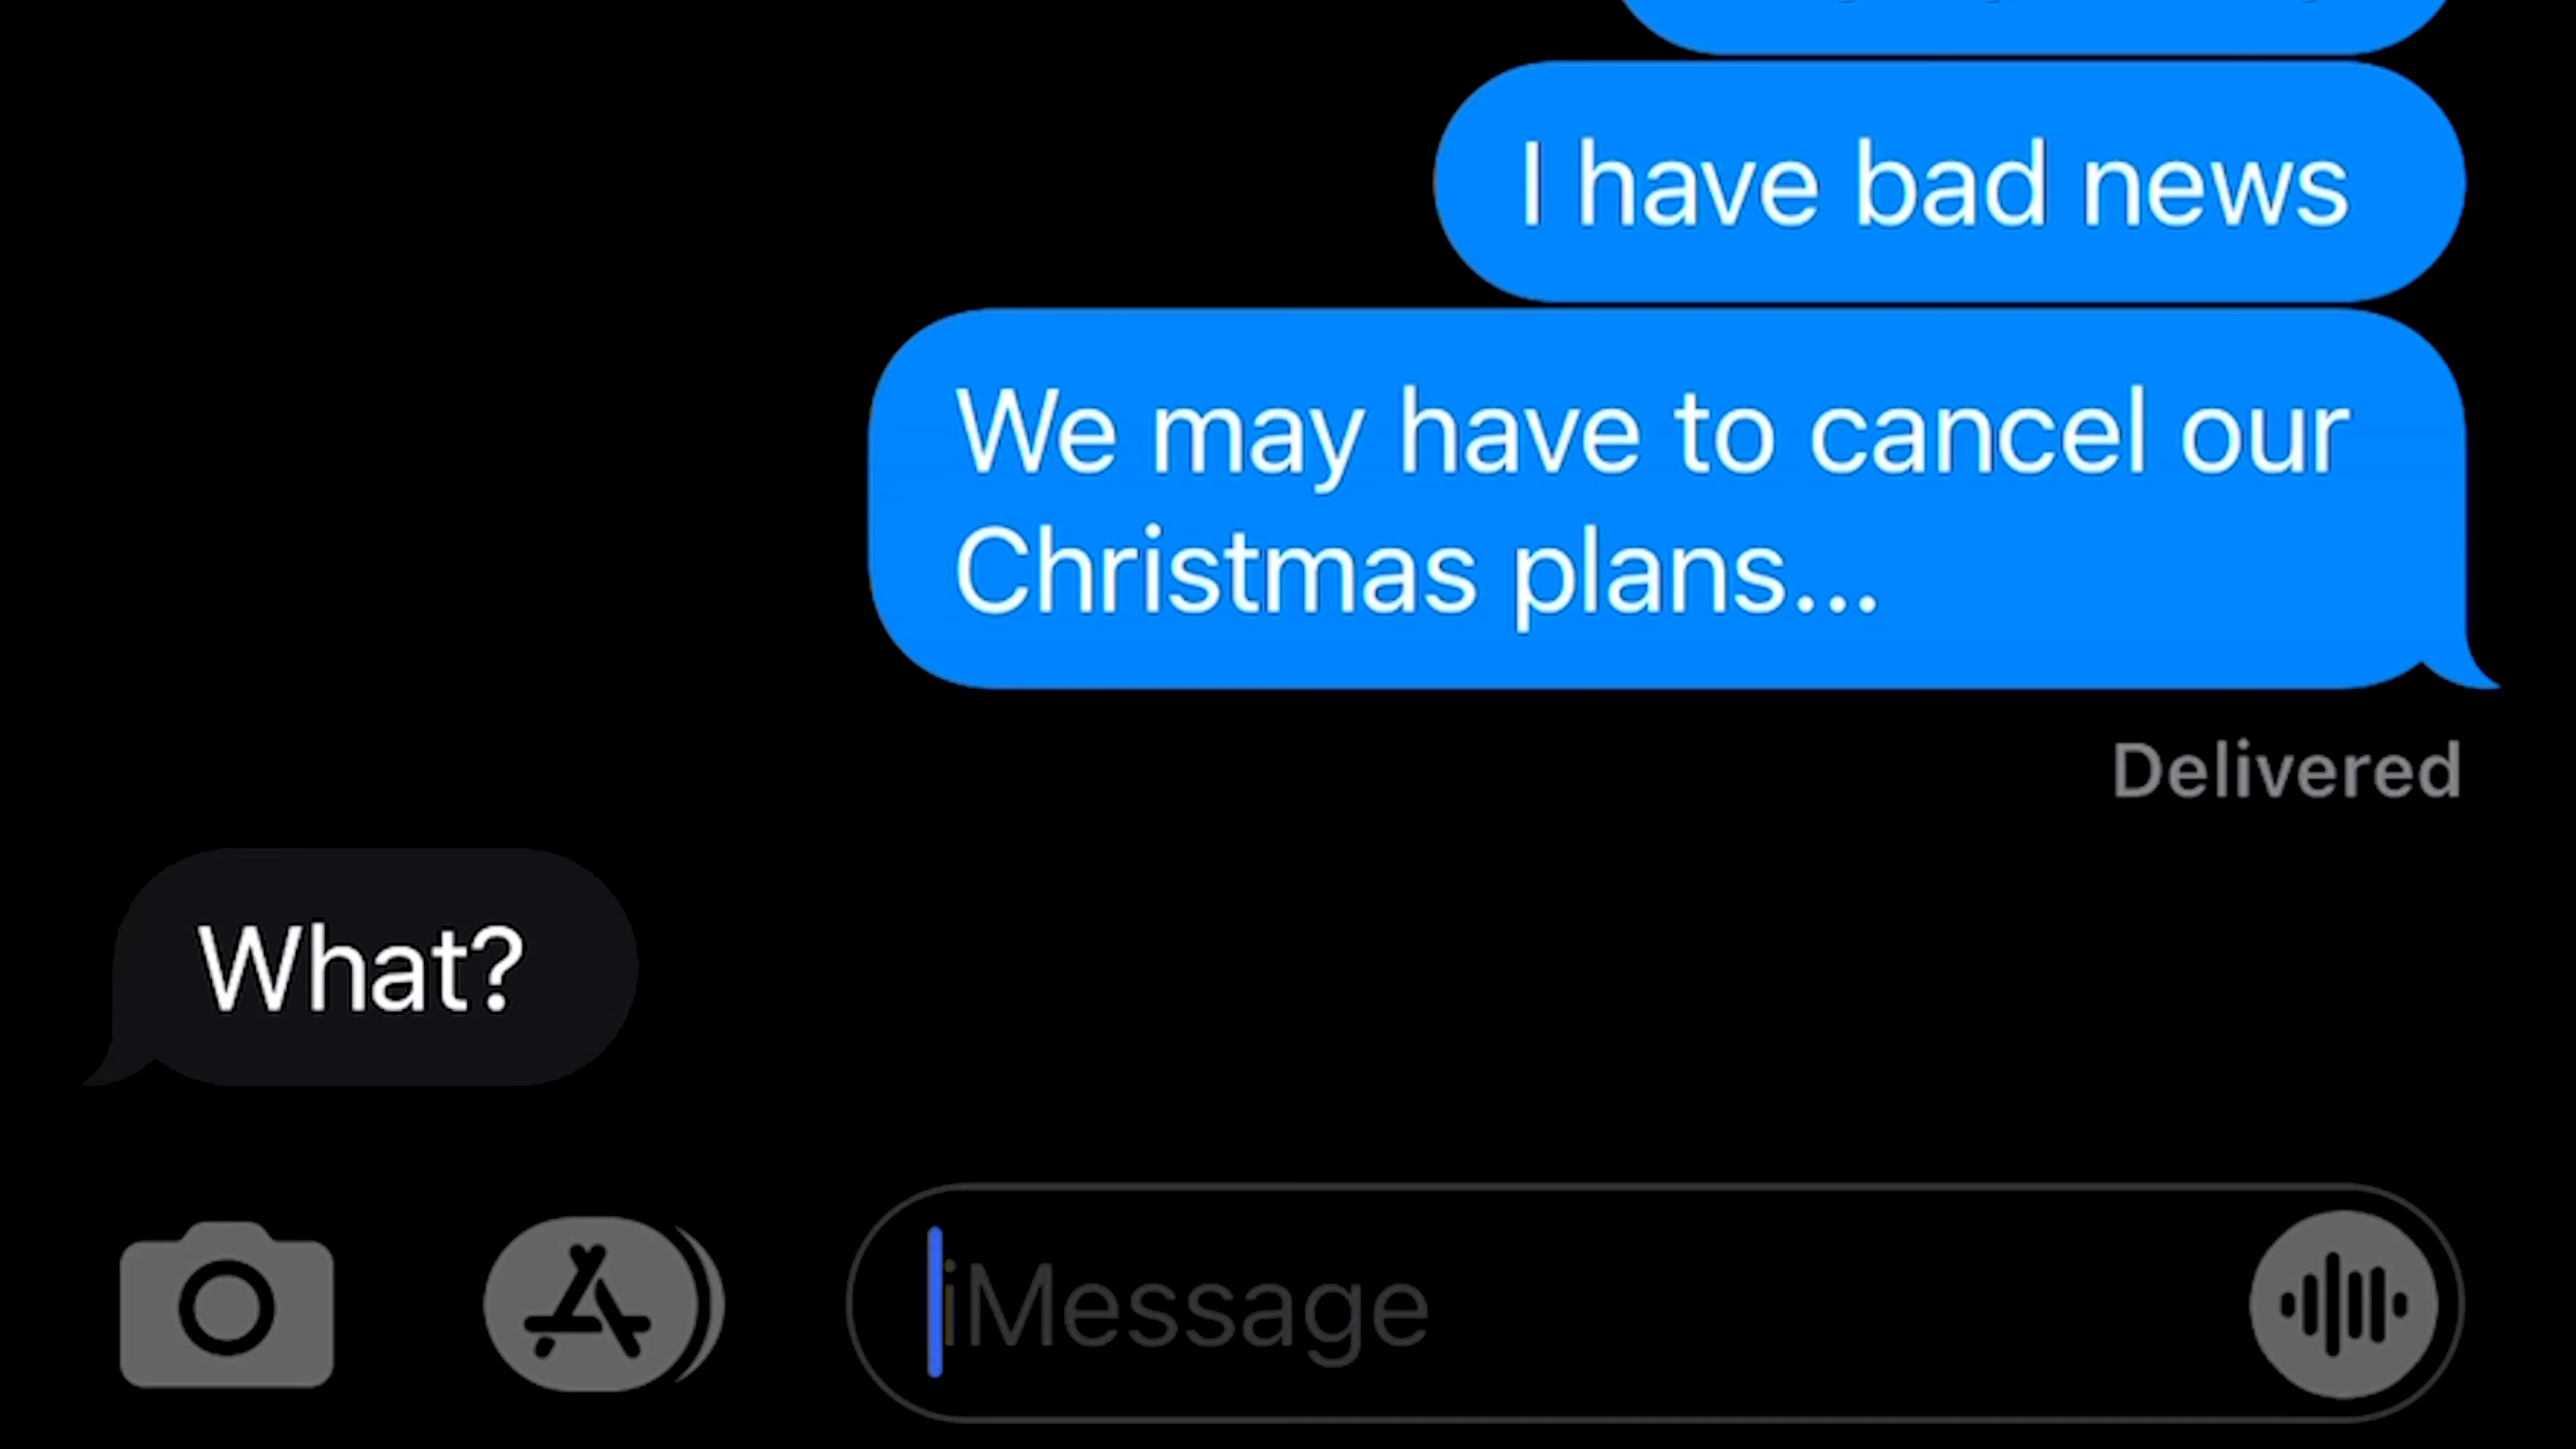 I have bad news
We may have to cancel our
Christmas plans...
Delivered
What?
iMessage